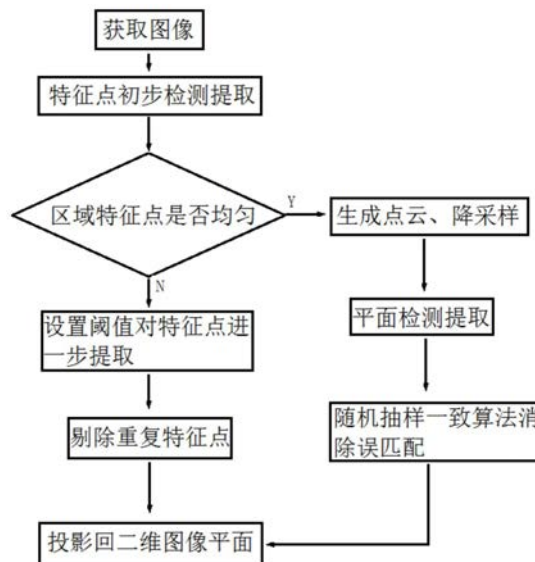 获取图像
特征点初步检测提取
区域特征点是否均匀
Y
生成点云、降采样
N
设置阈值对特征点进
一步提取
平面检测提取
剔除重复特征点
随机抽样一致算法消
除误匹配
投影回二维图像平面